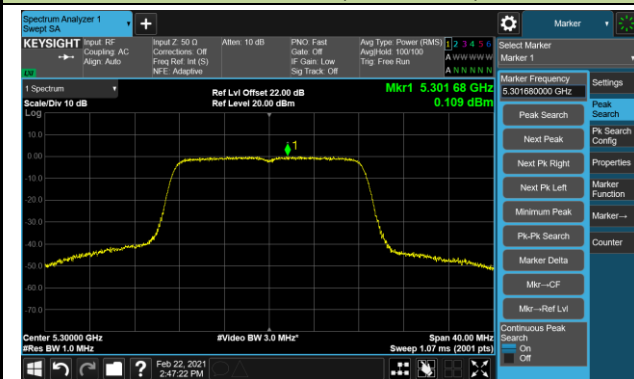 Spectrum Analyzer 1
Swept SA
+
Marker
KEYSIGHT
Input: RF
Coupling: AC
Align: Auto
Input Z: 50 Ω
Corrections: Off
Freq Ref: Int (S)
NFE: Adaptive
Atten: 10 dB
PNO: Fast
Gate: Off
IF Gain: Low
Sig Track: Off
Avg Type: Power (RMS)
Avg|Hold: 100/100
Trig: Free Run
1 2 3 4 5 6
A W W W W W
A N N N N N
Select Marker
Marker 1
1 Spectrum
Scale/Div 10 dB
Log
Ref Lvl Offset 22.00 dB
Ref Level 20.00 dBm
Mkr1 5.301 68 GHz
0.109 dBm
Marker Frequency
5.301680000 GHz
Settings
Peak Search
Peak
Search
Next Peak
Pk Search
Config
Next Pk Right
Properties
Next Pk Left
Marker
Function
Minimum Peak
Marker→
Pk-Pk Search
Counter
Marker Delta
Mkr→CF
Mkr→Ref Lvl
Continuous Peak
Search
On
Off
10.0
0.00
-10.0
-20.0
-30.0
-40.0
-50.0
-60.0
-70.0
1
Center 5.30000 GHz
#Res BW 1.0 MHz
#Video BW 3.0 MHz*
Span 40.00 MHz
Sweep 1.07 ms (2001 pts)
Feb 22, 2021
2:47:22 PM